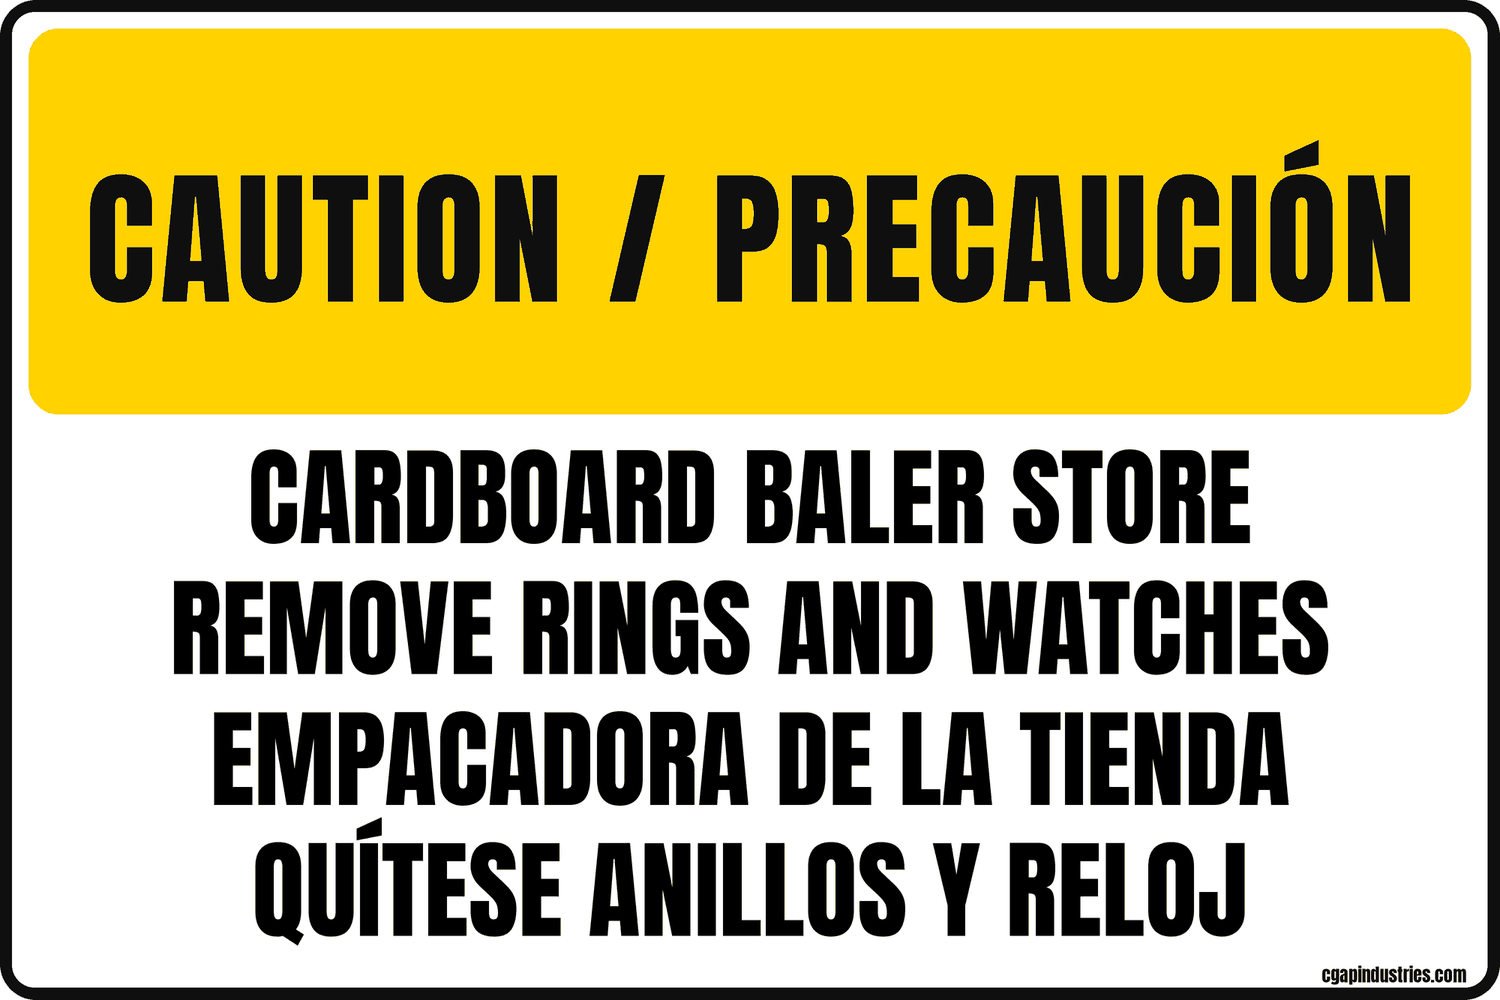 CAUTION / PRECAUCIÓN
CARDBOARD BALER STORE
REMOVE RINGS AND WATCHES
EMPACADORA DE LA TIENDA
QUÍTESE ANILLOS Y RELOJ
cgapindustries.com